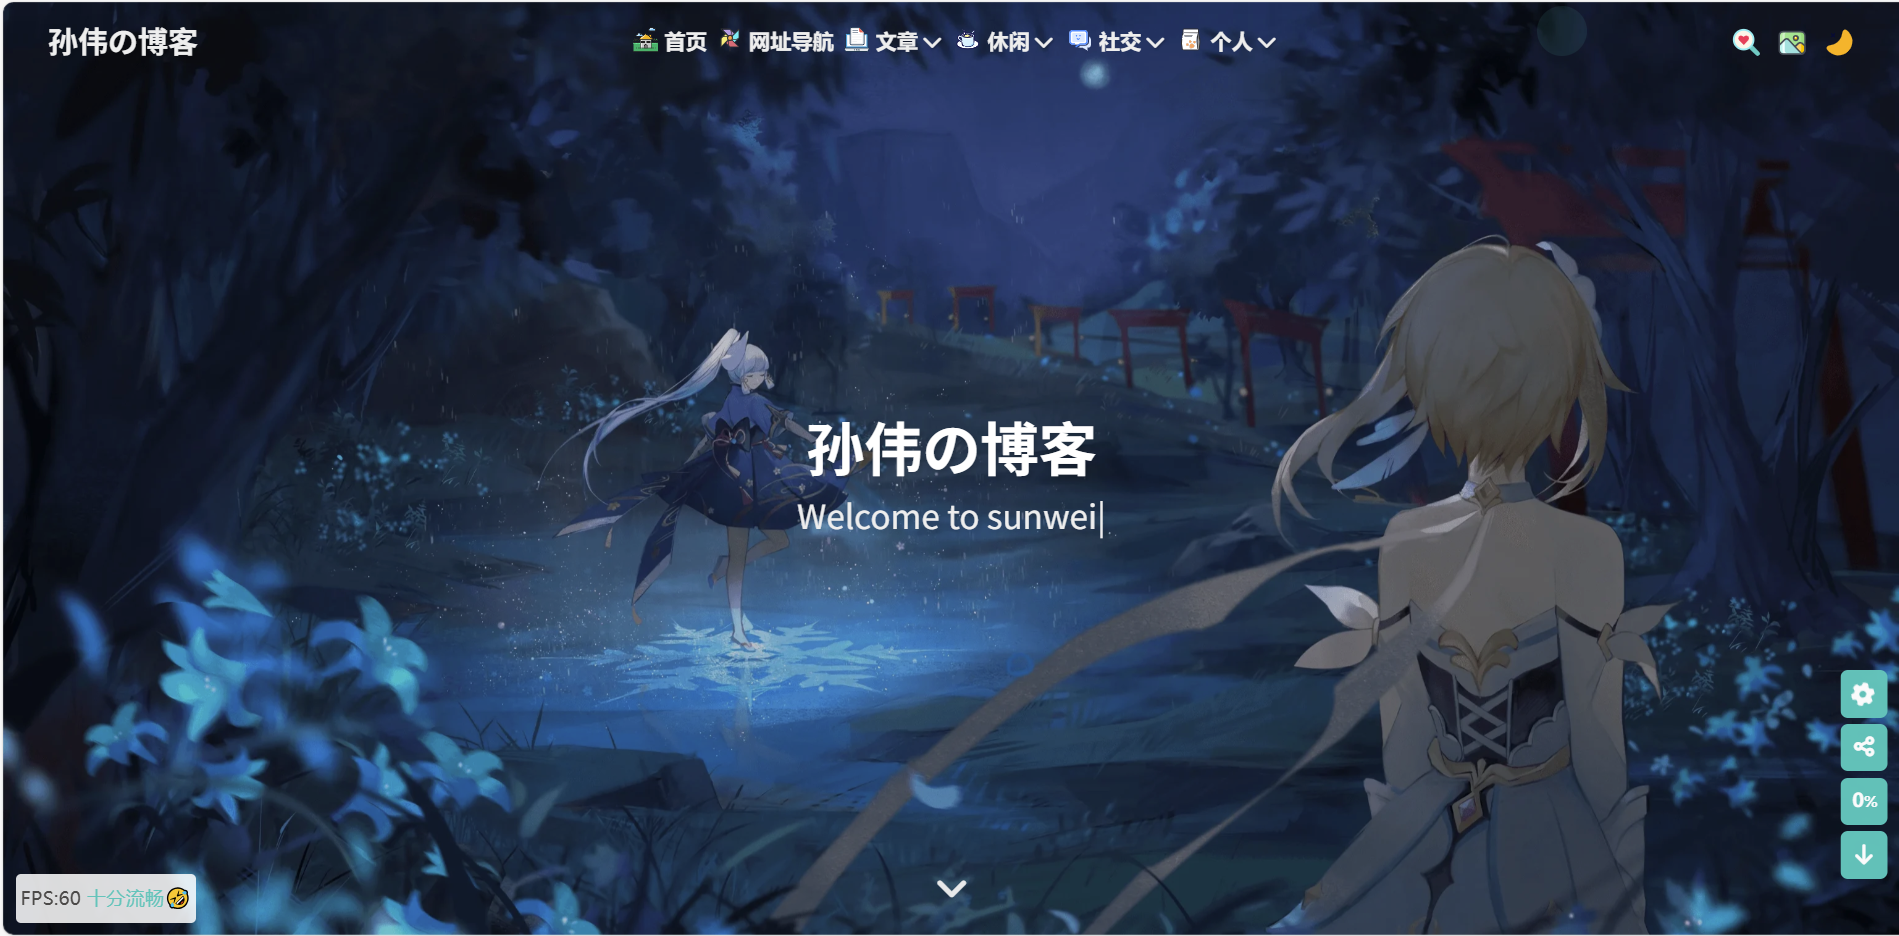 孙伟の博客
首页 网址导航 文章 休闲 社交 个人
孙伟の博客
Welcome to sunwei|
0%
FPS:60 十分流畅🤣